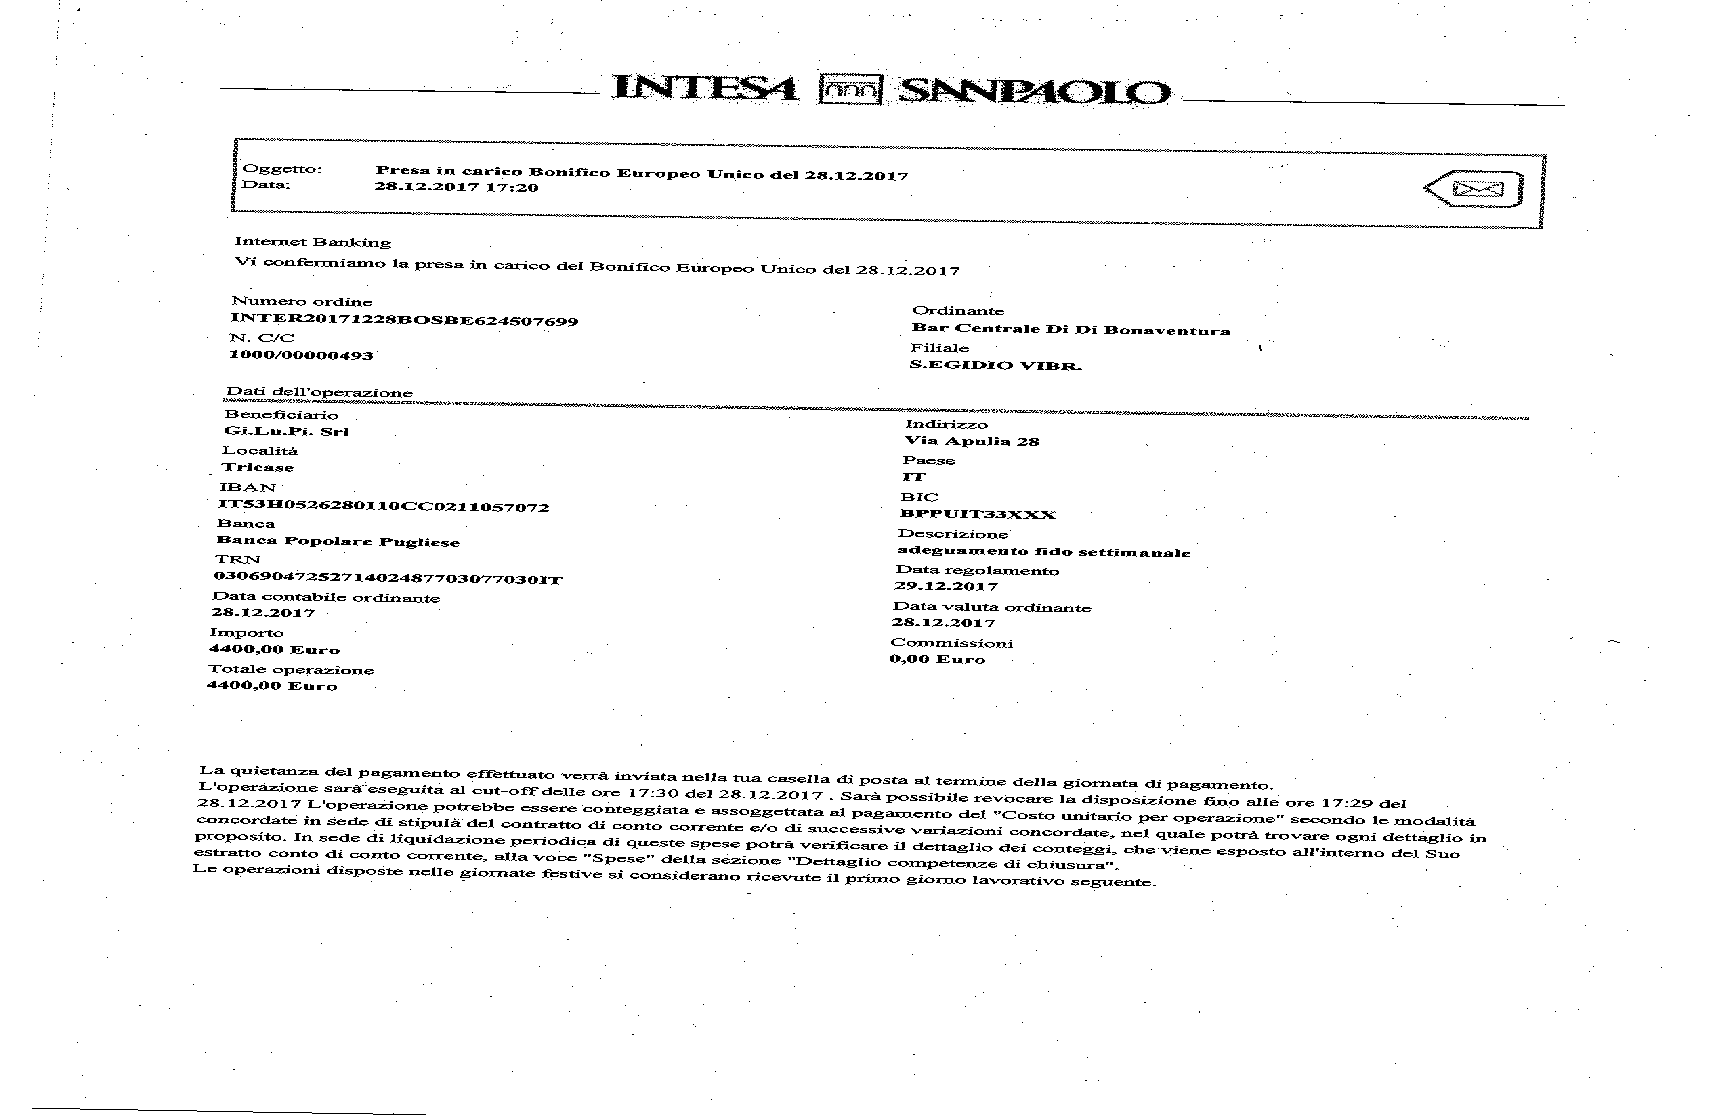 INTESA SANPAOLO
Oggetto: Presa in carico Bonifico Europeo Unico del 28.12.2017
Data: 28.12.2017 17:20
Internet Banking
Vi confermiamo la presa in carico del Bonifico Europeo Unico del 28.12.2017
Numero ordine
INTER20171228BOSBE624507699
N. C/C
1000/00000493
Ordinante
Bar Centrale Di Di Bonaventura
Filiale
S.EGIDIO VIBR.
Dati dell'operazione
Beneficiario
Gi.Lu.Pi. Srl
Località
Tricase
IBAN
IT53H0526280110CC0211057072
Banca
Banca Popolare Pugliese
TRN
0306904725271402487703077030IT
Data contabile ordinante
28.12.2017
Importo
4400,00 Euro
Totale operazione
4400,00 Euro
Indirizzo
Via Apulia 28
Paese
IT
BIC
BPPUIT33XXX
Descrizione
adeguamento fido settimanale
Data regolamento
29.12.2017
Data valuta ordinante
28.12.2017
Commissioni
0,00 Euro
La quietanza del pagamento effettuato verrà inviata nella tua casella di posta al termine della giornata di pagamento.
L'operazione sarà eseguita al cut-off delle ore 17:30 del 28.12.2017 . Sarà possibile revocare la disposizione fino alle ore 17:29 del
28.12.2017 L'operazione potrebbe essere conteggiata e assoggettata al pagamento del "Costo unitario per operazione" secondo le modalità
concordate in sede di stipula del contratto di conto corrente e/o di successive variazioni concordate, nel quale potrà trovare ogni dettaglio in
proposito. In sede di liquidazione periodica di queste spese potrà verificare il dettaglio dei conteggi, che viene esposto all'interno del Suo
estratto conto di conto corrente, alla voce "Spese" della sezione "Dettaglio competenze di chiusura".
Le operazioni disposte nelle giornate festive si considerano ricevute il primo giorno lavorativo seguente.